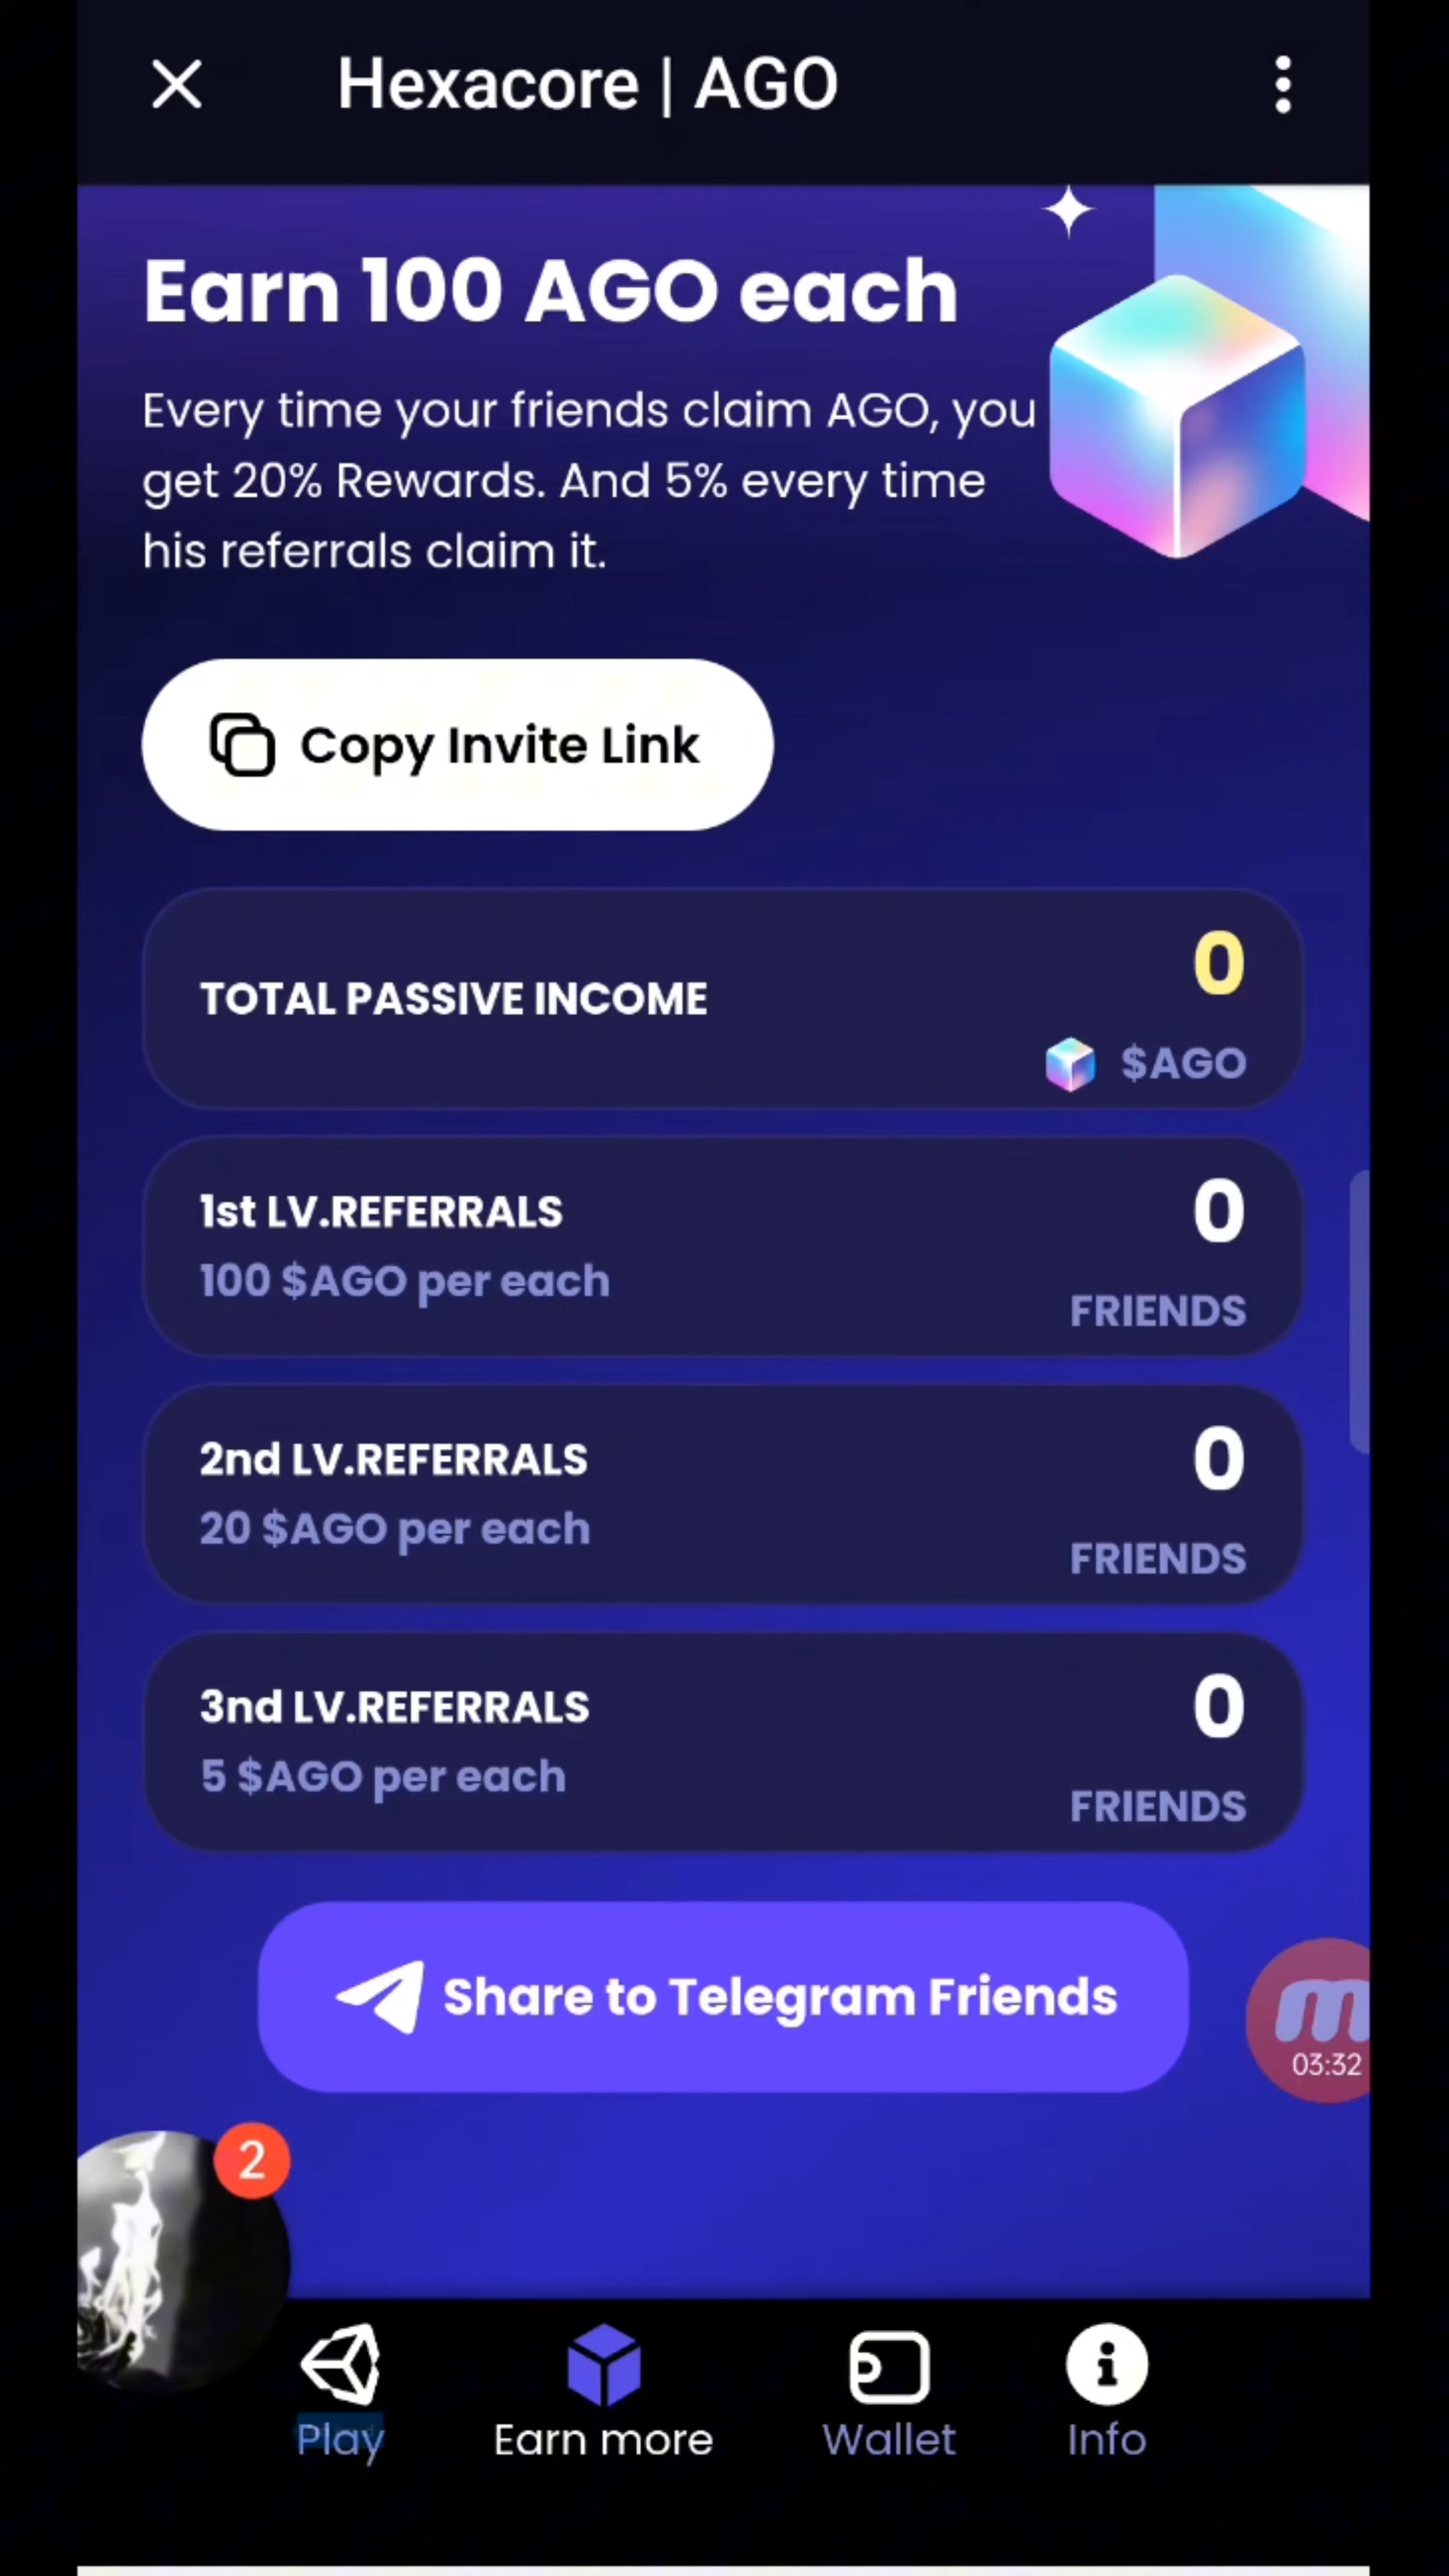 Hexacore | AGO
Earn 100 AGO each
Every time your friends claim AGO, you
get 20% Rewards. And 5% every time
his referrals claim it.
Copy Invite Link
TOTAL PASSIVE INCOME
0
$AGO
1st LV.REFERRALS
100 $AGO per each
0
FRIENDS
2nd LV.REFERRALS
20 $AGO per each
0
FRIENDS
3nd LV.REFERRALS
5 $AGO per each
0
FRIENDS
Share to Telegram Friends
m
03:32
2
Play
Earn more
Wallet
Info